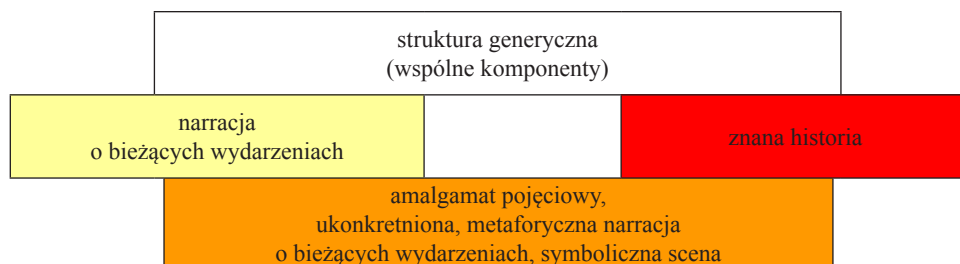 struktura generyczna
(wspólne komponenty)
narracja
o bieżących wydarzeniach
znana historia
amalgamat pojęciowy,
ukonkretniona, metaforyczna narracja
o bieżących wydarzeniach, symboliczna scena